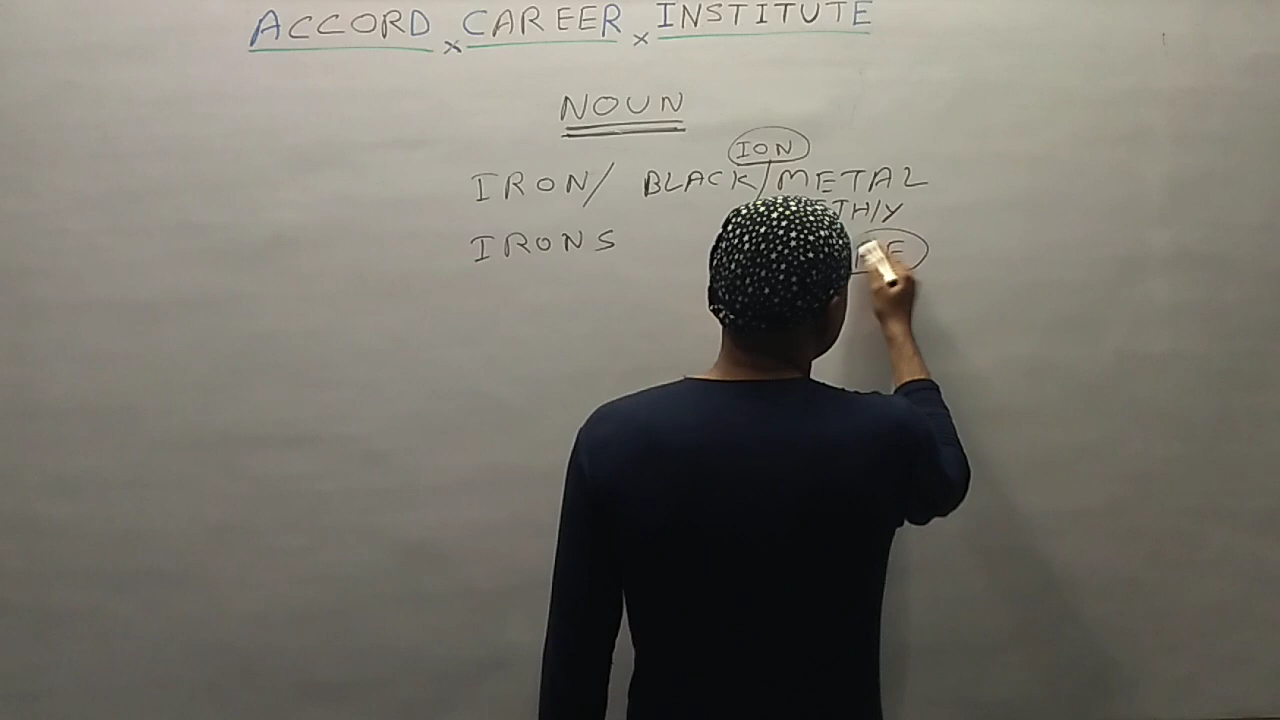 ACCORD × CAREER × INSTITUTE
NOUN
ION
IRON/ BLACK/METAL
IRONS